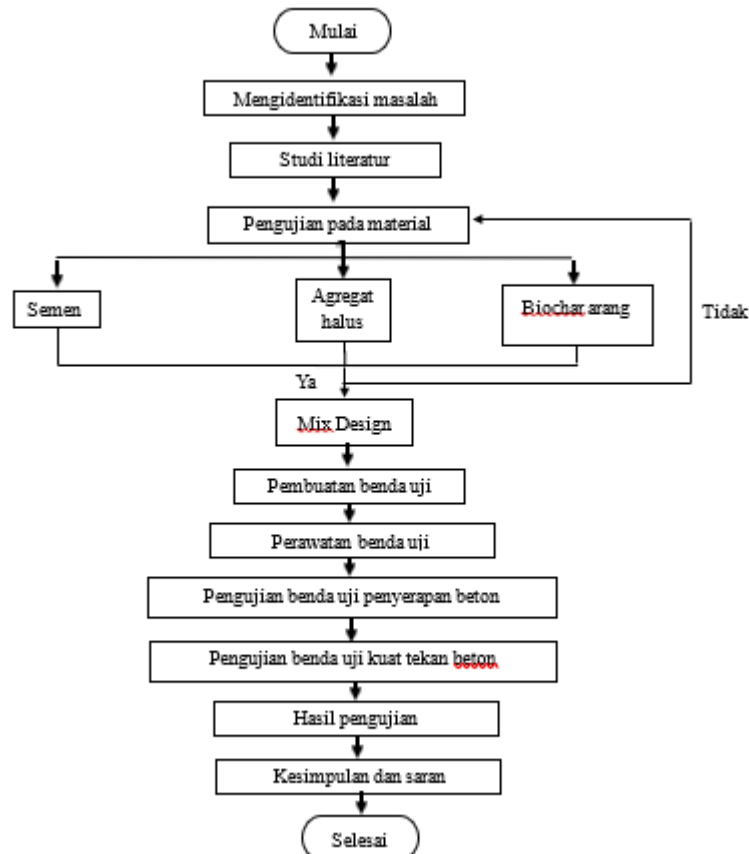 Mulai
Mengidentifikasi masalah
Studi literatur
Pengujian pada material
Semen
Agregat
halus
Biochar arang
Tidak
Ya
Mix Design
Pembuatan benda uji
Perawatan benda uji
Pengujian benda uji penyerapan beton
Pengujian benda uji kuat tekan beton
Hasil pengujian
Kesimpulan dan saran
Selesai